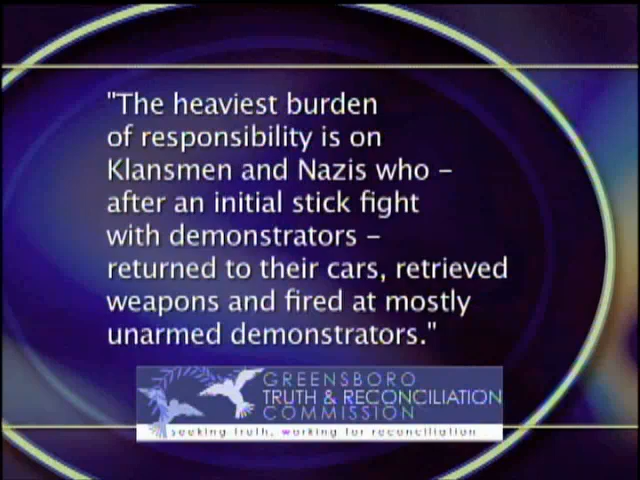 "The heaviest burden
of responsibility is on
Klansmen and Nazis who –
after an initial stick fight
with demonstrators –
returned to their cars, retrieved
weapons and fired at mostly
unarmed demonstrators."
GREENSBORO
TRUTH & RECONCILIATION
COMMISSION
seeking truth, working for reconciliation